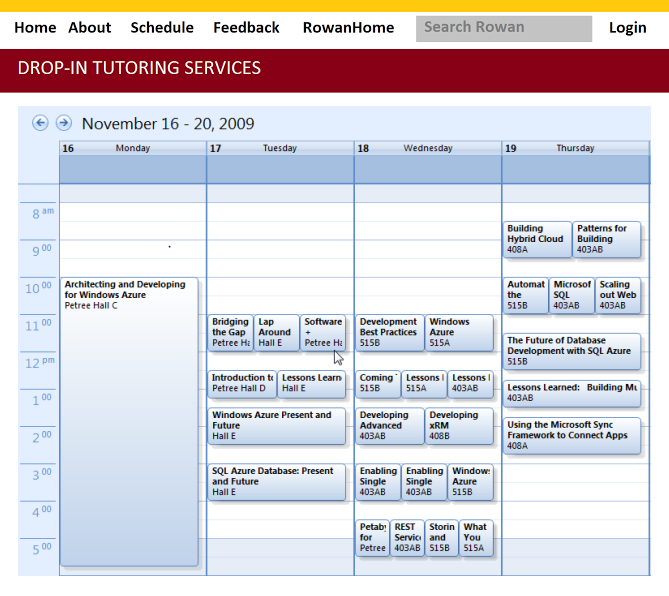 Home About Schedule Feedback RowanHome Search Rowan Login
DROP-IN TUTORING SERVICES
November 16 - 20, 2009
16 Monday 17 Tuesday 18 Wednesday 19 Thursday
8 am
9 00
10 00
11 00
12 pm
1 00
2 00
3 00
4 00
5 00
Architecting and Developing
for Windows Azure
Petree Hall C
Bridging
the Gap
Petree Ha
Lap
Around
Hall E
Software
+
Petree Ha
Introduction to
Petree Hall D
Lessons Learn
Hall E
Windows Azure Present and
Future
Hall E
SQL Azure Database: Present
and Future
Hall E
Development
Best Practices
515B
Windows
Azure
515A
Coming
515B
Lessons
515A
Lessons
403AB
Developing
Advanced
403AB
Developing
xRM
408B
Enabling
Single
403AB
Enabling
Single
403AB
Windows
Azure
515B
Petaby
for
Petree
REST
Servic
403AB
Storin
and
515B
What
You
515A
Building
Hybrid Cloud
408A
Patterns for
Building
403AB
Automat
the
515B
Microsof
SQL
403AB
Scaling
out Web
403AB
The Future of Database
Development with SQL Azure
515B
Lessons Learned: Building Mu
403AB
Using the Microsoft Sync
Framework to Connect Apps
408A